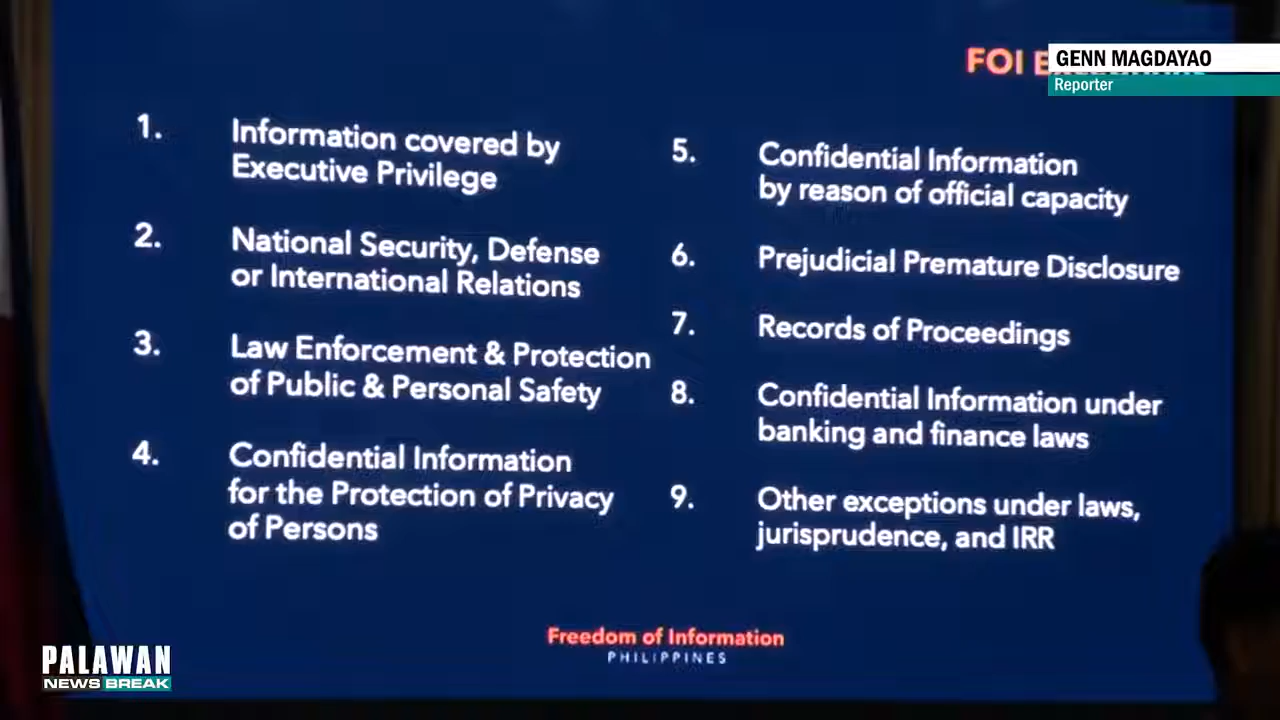 FOI
GENN MAGDAYAO
Reporter
1. Information covered by
Executive Privilege
2. National Security, Defense
or International Relations
3. Law Enforcement & Protection
of Public & Personal Safety
4. Confidential Information
for the Protection of Privacy
of Persons
5. Confidential Information
by reason of official capacity
6. Prejudicial Premature Disclosure
7. Records of Proceedings
8. Confidential Information under
banking and finance laws
9. Other exceptions under laws,
jurisprudence, and IRR
Freedom of Information
PHILIPPINES
PALAWAN
NEWS BREAK